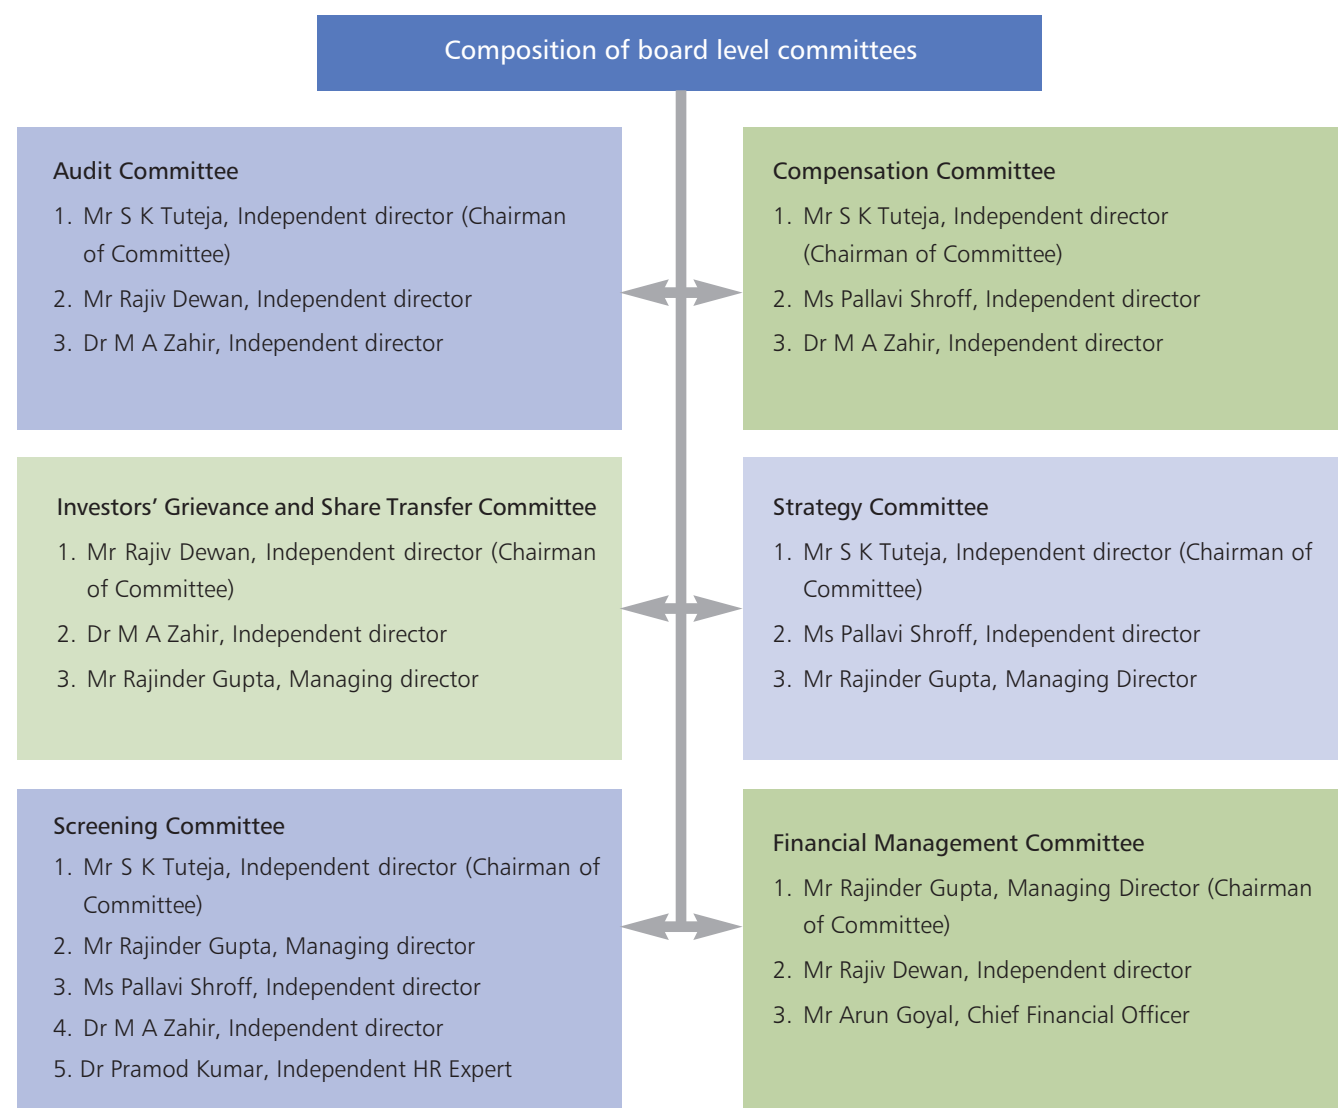 Composition of board level committees
Audit Committee
1. Mr S K Tuteja, Independent director (Chairman
of Committee)
2. Mr Rajiv Dewan, Independent director
3. Dr M A Zahir, Independent director
Compensation Committee
1. Mr S K Tuteja, Independent director
(Chairman of Committee)
2. Ms Pallavi Shroff, Independent director
3. Dr M A Zahir, Independent director
Investors’ Grievance and Share Transfer Committee
1. Mr Rajiv Dewan, Independent director (Chairman
of Committee)
2. Dr M A Zahir, Independent director
3. Mr Rajinder Gupta, Managing director
Strategy Committee
1. Mr S K Tuteja, Independent director (Chairman of
Committee)
2. Ms Pallavi Shroff, Independent director
3. Mr Rajinder Gupta, Managing Director
Screening Committee
1. Mr S K Tuteja, Independent director (Chairman of
Committee)
2. Mr Rajinder Gupta, Managing director
3. Ms Pallavi Shroff, Independent director
4. Dr M A Zahir, Independent director
5. Dr Pramod Kumar, Independent HR Expert
Financial Management Committee
1. Mr Rajinder Gupta, Managing Director (Chairman
of Committee)
2. Mr Rajiv Dewan, Independent director
3. Mr Arun Goyal, Chief Financial Officer